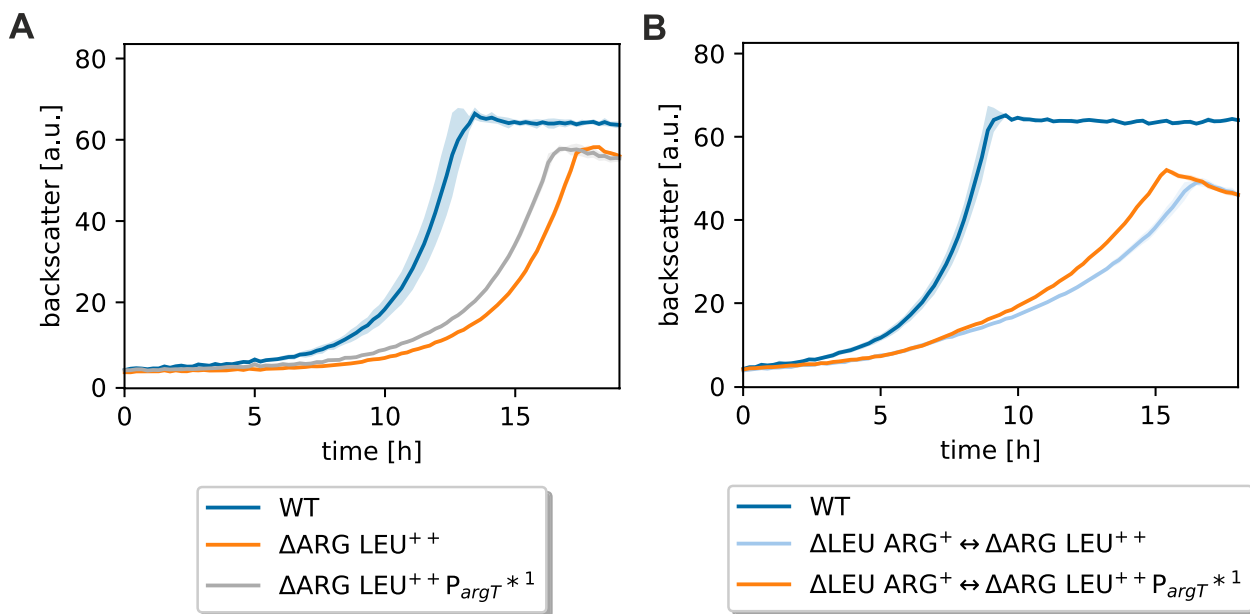 A
B
backscatter [a.u.]
80
60
40
20
0
0
5
10
15
time [h]
backscatter [a.u.]
80
60
40
20
0
0
5
10
15
time [h]
WT
ΔARG LEU⁺⁺
ΔARG LEU⁺⁺ P_argT *¹
WT
ΔLEU ARG⁺ ↔ ΔARG LEU⁺⁺
ΔLEU ARG⁺ ↔ ΔARG LEU⁺⁺ P_argT *¹